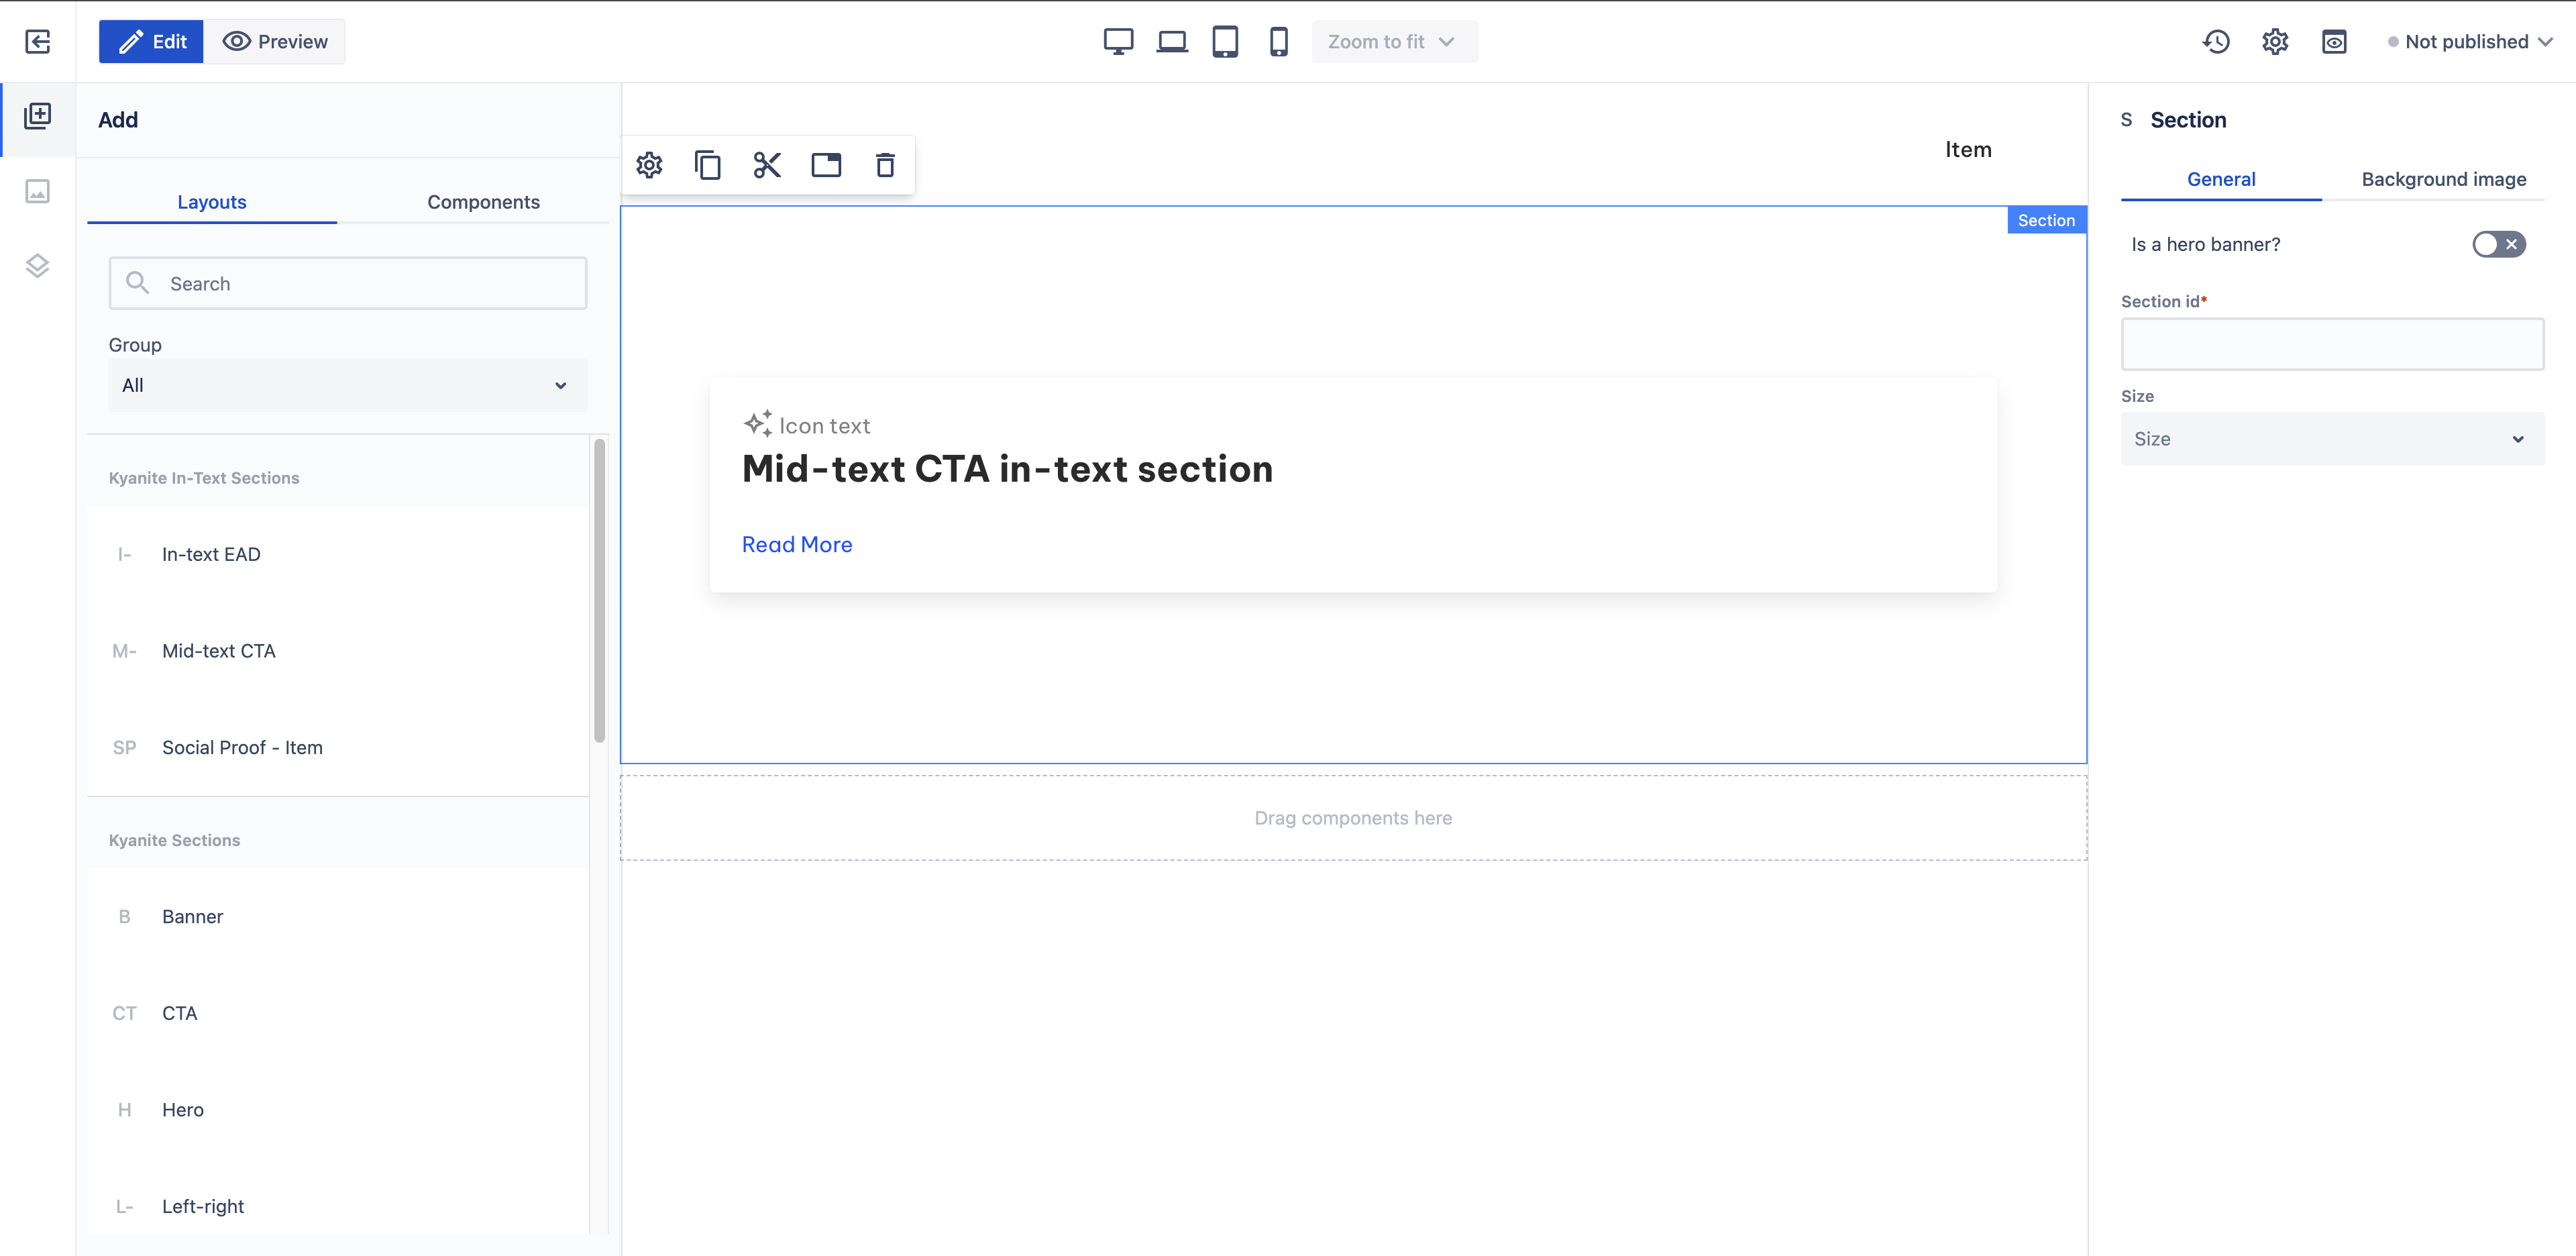 Edit
Preview
Zoom to fit
Not published
Add
Layouts
Components
Search
Group
All
Kyanite In-Text Sections
I-
In-text EAD
M-
Mid-text CTA
SP
Social Proof - Item
Kyanite Sections
B
Banner
CT
CTA
H
Hero
L-
Left-right
Item
Section
Icon text
Mid-text CTA in-text section
Read More
Drag components here
S
Section
General
Background image
Is a hero banner?
Section id*
Size
Size